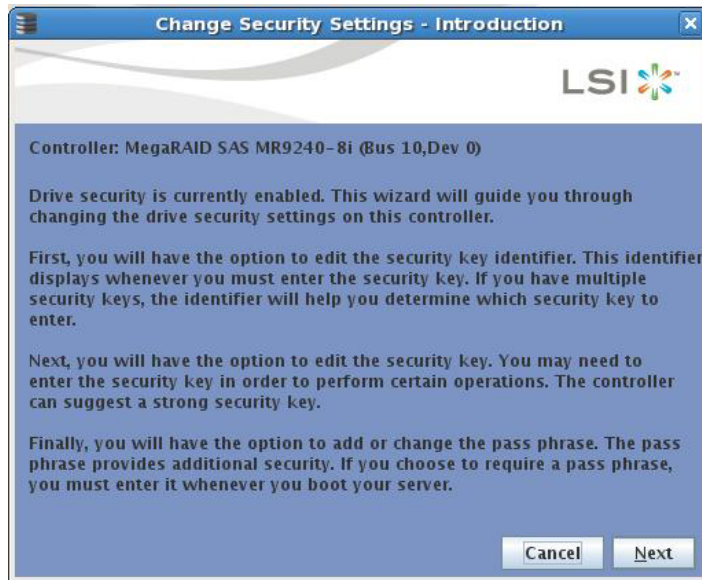 Change Security Settings - Introduction
LSI
Controller: MegaRAID SAS MR9240-8i (Bus 10,Dev 0)
Drive security is currently enabled. This wizard will guide you through
changing the drive security settings on this controller.
First, you will have the option to edit the security key identifier. This identifier
displays whenever you must enter the security key. If you have multiple
security keys, the identifier will help you determine which security key to
enter.
Next, you will have the option to edit the security key. You may need to
enter the security key in order to perform certain operations. The controller
can suggest a strong security key.
Finally, you will have the option to add or change the pass phrase. The pass
phrase provides additional security. If you choose to require a pass phrase,
you must enter it whenever you boot your server.
Cancel Next